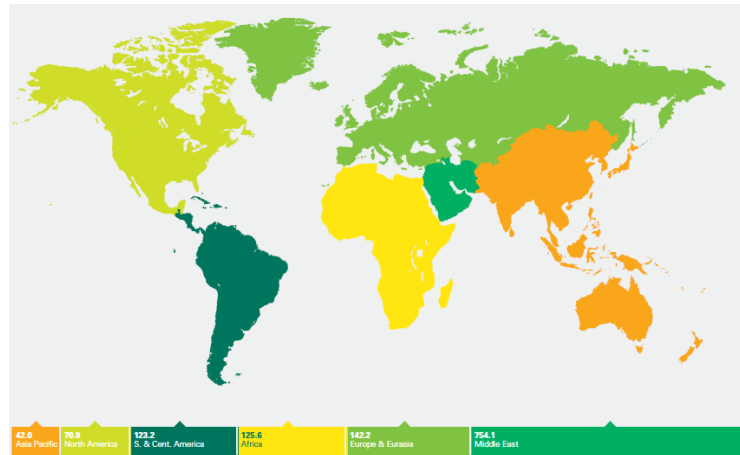 42.0
Asia Pacific
70.9
North America
123.2
S. & Cent. America
125.6
Africa
142.2
Europe & Eurasia
754.1
Middle East